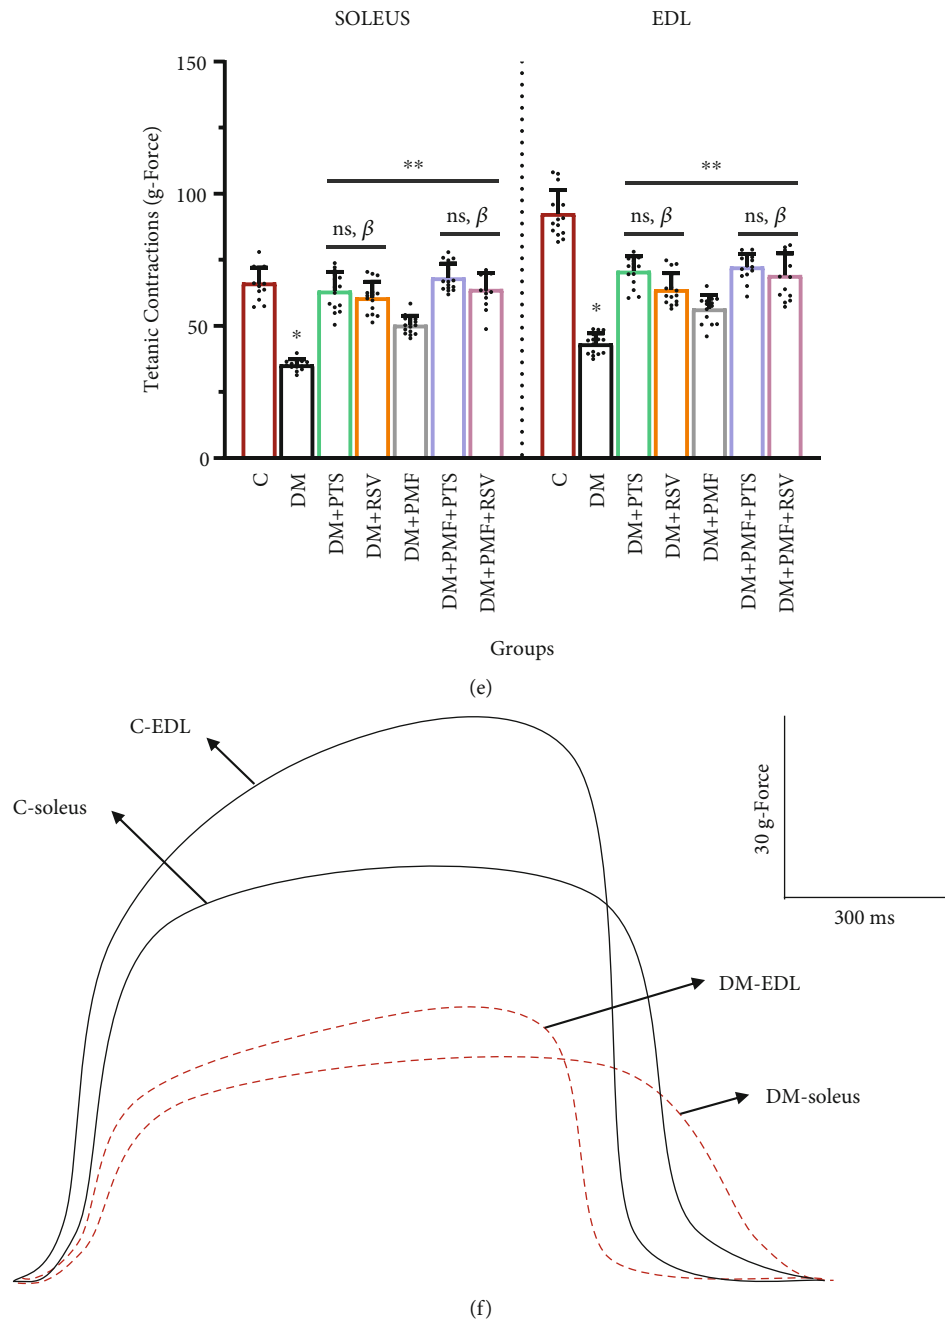 SOLEUS EDL
Tetanic Contractions (g-Force)
150
100
50
0
** **
ns, β ns, β ns, β ns, β
* *
C DM DM+PTS DM+RSV DM+PMF DM+PMF+PTS DM+PMF+RSV C DM DM+PTS DM+RSV DM+PMF DM+PMF+PTS DM+PMF+RSV
Groups
(e)
C-EDL
C-soleus
30 g-Force
300 ms
DM-EDL
DM-soleus
(f)